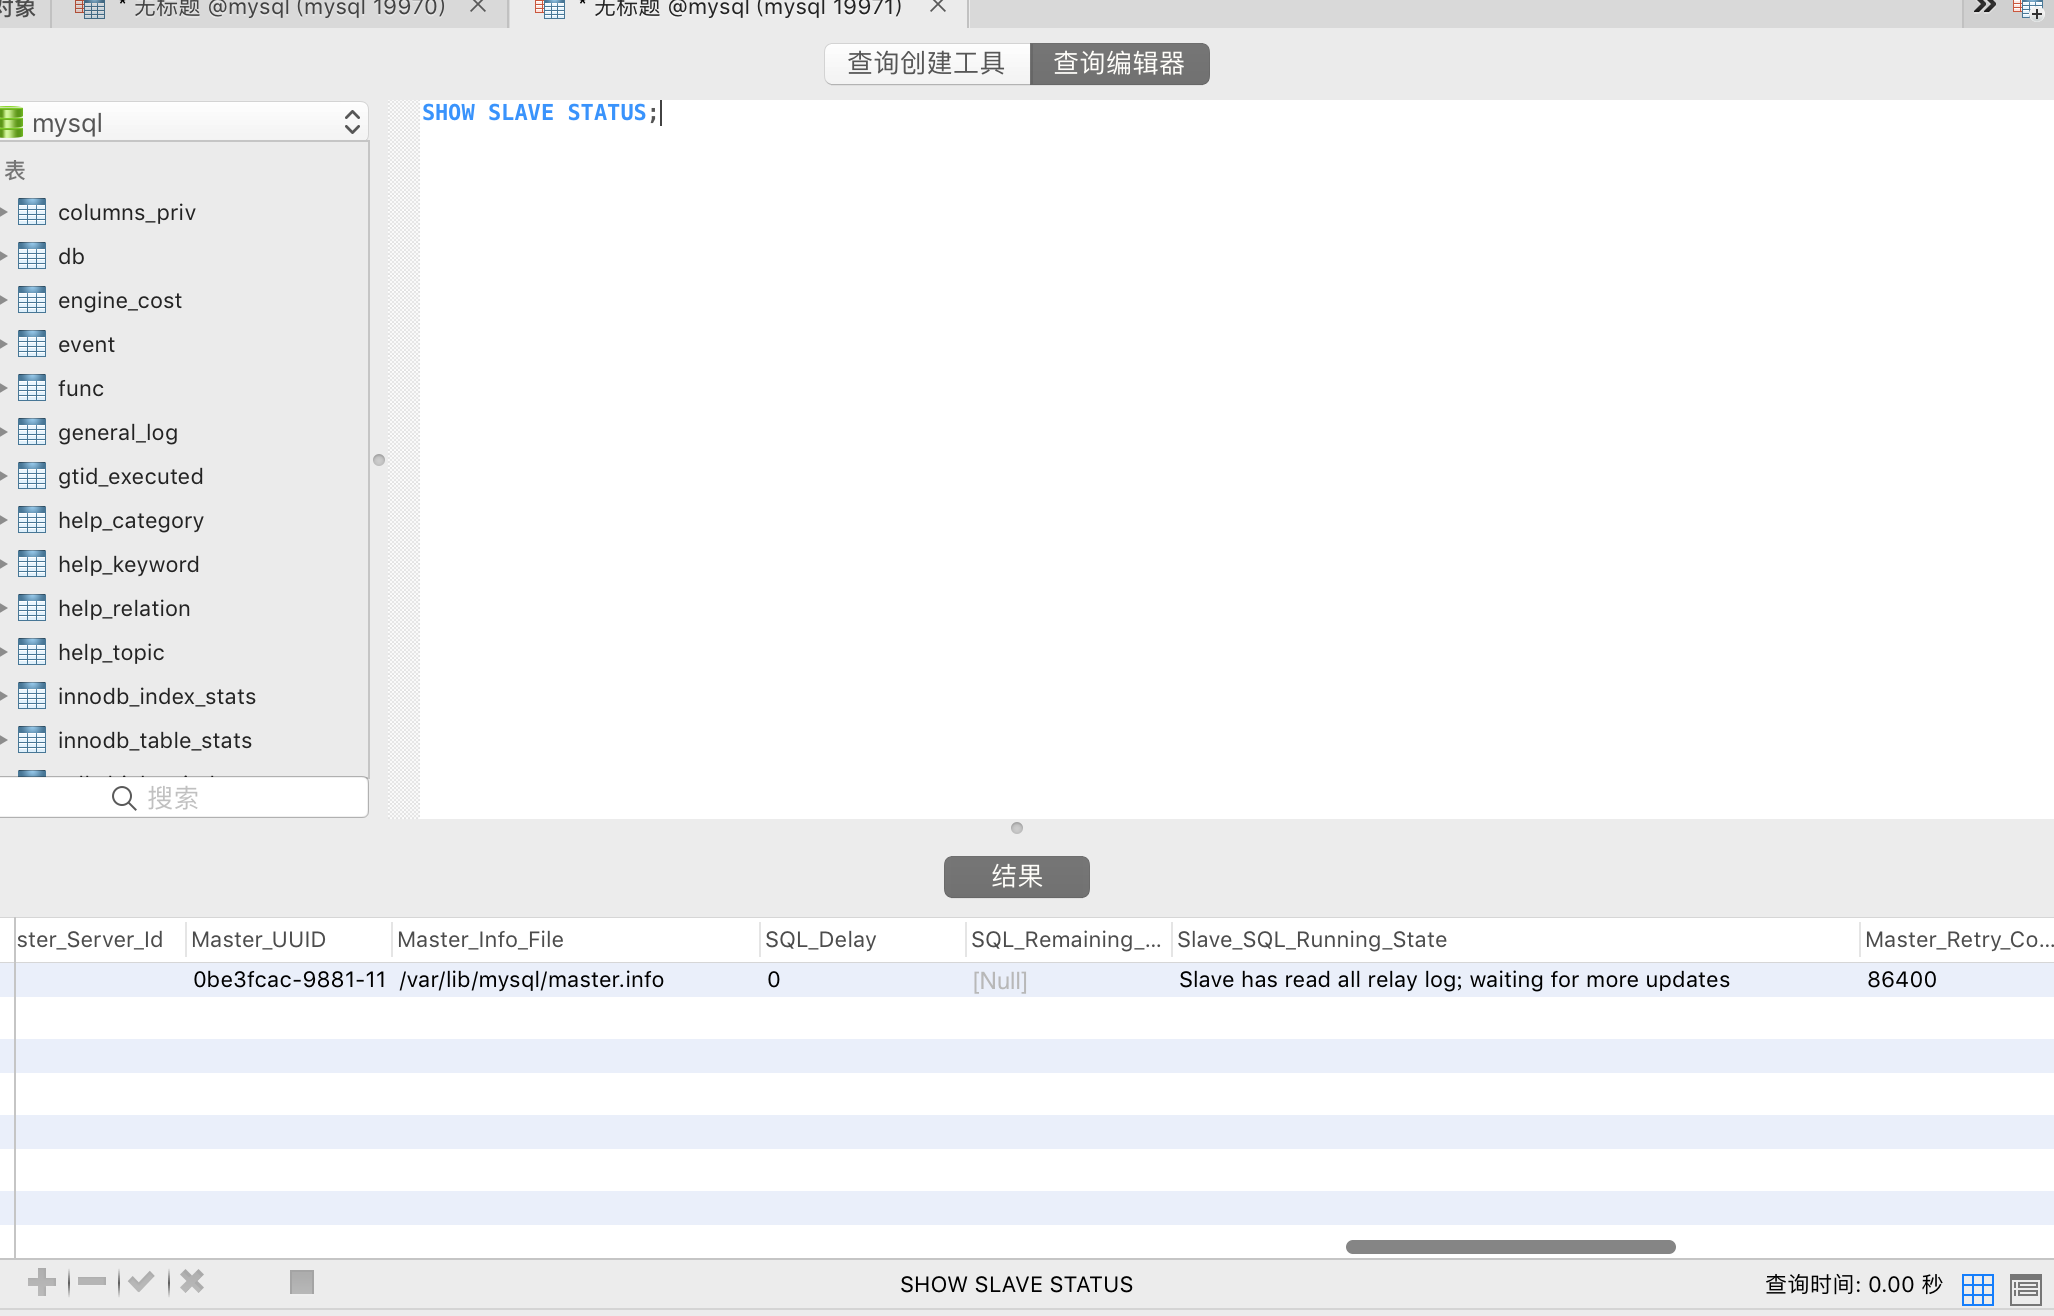 对象
* 无标题 @mysql (mysql 19970)
* 无标题 @mysql (mysql 19971)
查询创建工具
查询编辑器
mysql
SHOW SLAVE STATUS;
表
columns_priv
db
engine_cost
event
func
general_log
gtid_executed
help_category
help_keyword
help_relation
help_topic
innodb_index_stats
innodb_table_stats
搜索
结果
ster_Server_Id Master_UUID Master_Info_File SQL_Delay SQL_Remaining_... Slave_SQL_Running_State Master_Retry_Co...
0be3fcac-9881-11 /var/lib/mysql/master.info 0 [Null] Slave has read all relay log; waiting for more updates 86400
SHOW SLAVE STATUS
查询时间: 0.00 秒